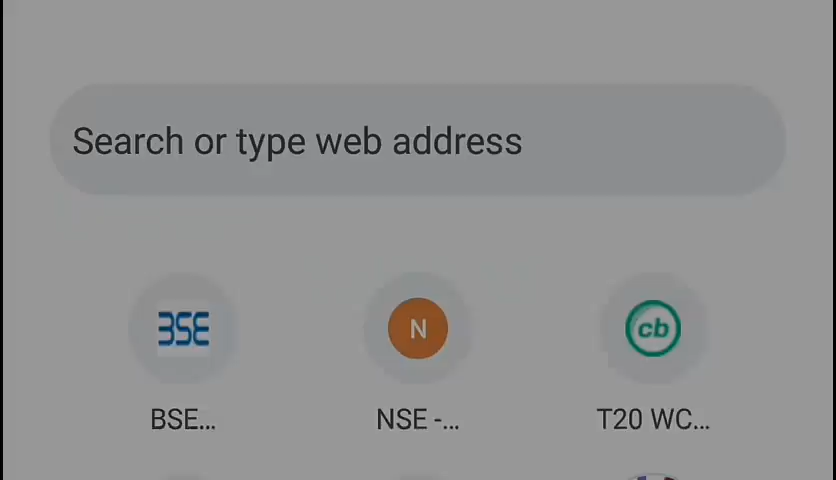 Search or type web address
BSE
N
cb
BSE...
NSE -...
T20 WC...